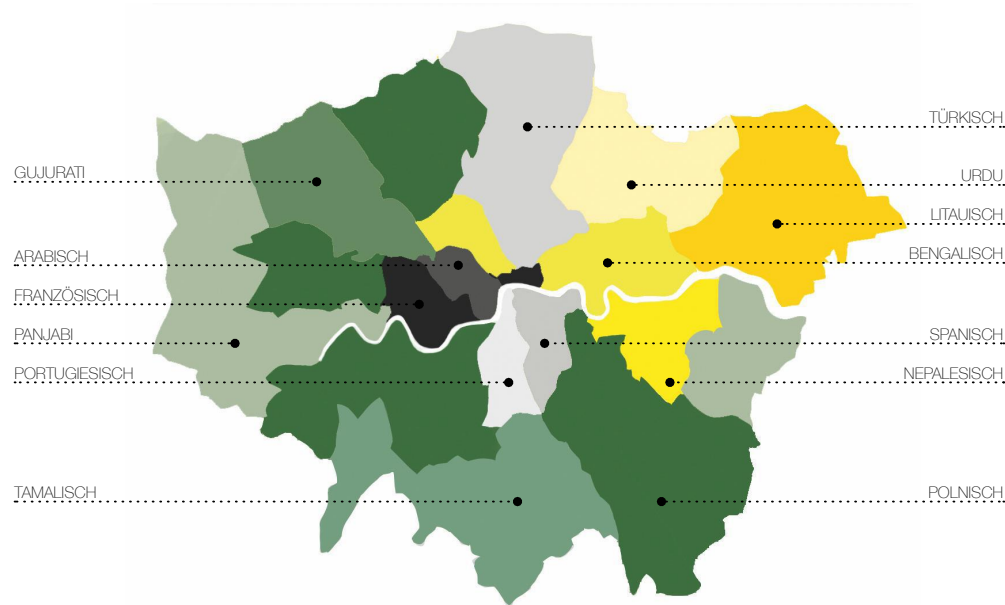 GUJURATI
ARABISCH
FRANZÖSISCH
PANJABI
PORTUGIESISCH
TAMALISCH
TÜRKISCH
URDU
LITAUISCH
BENGALISCH
SPANISCH
NEPALESISCH
POLNISCH